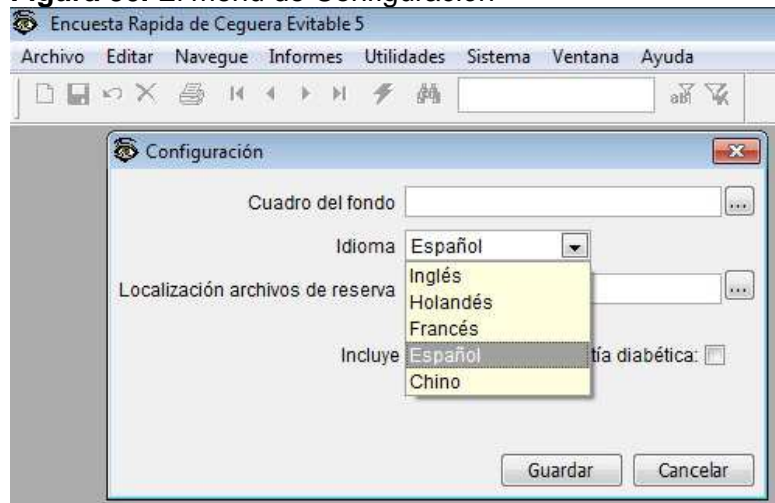 Encuesta Rapida de Ceguera Evitable 5
Archivo Editar Navegue Informes Utilidades Sistema Ventana Ayuda
Configuración
Cuadro del fondo ...
Idioma Español
Inglés
Localización archivos de reserva ...
Holandés
Francés
Incluye Español tía diabética:
Chino
Guardar Cancelar